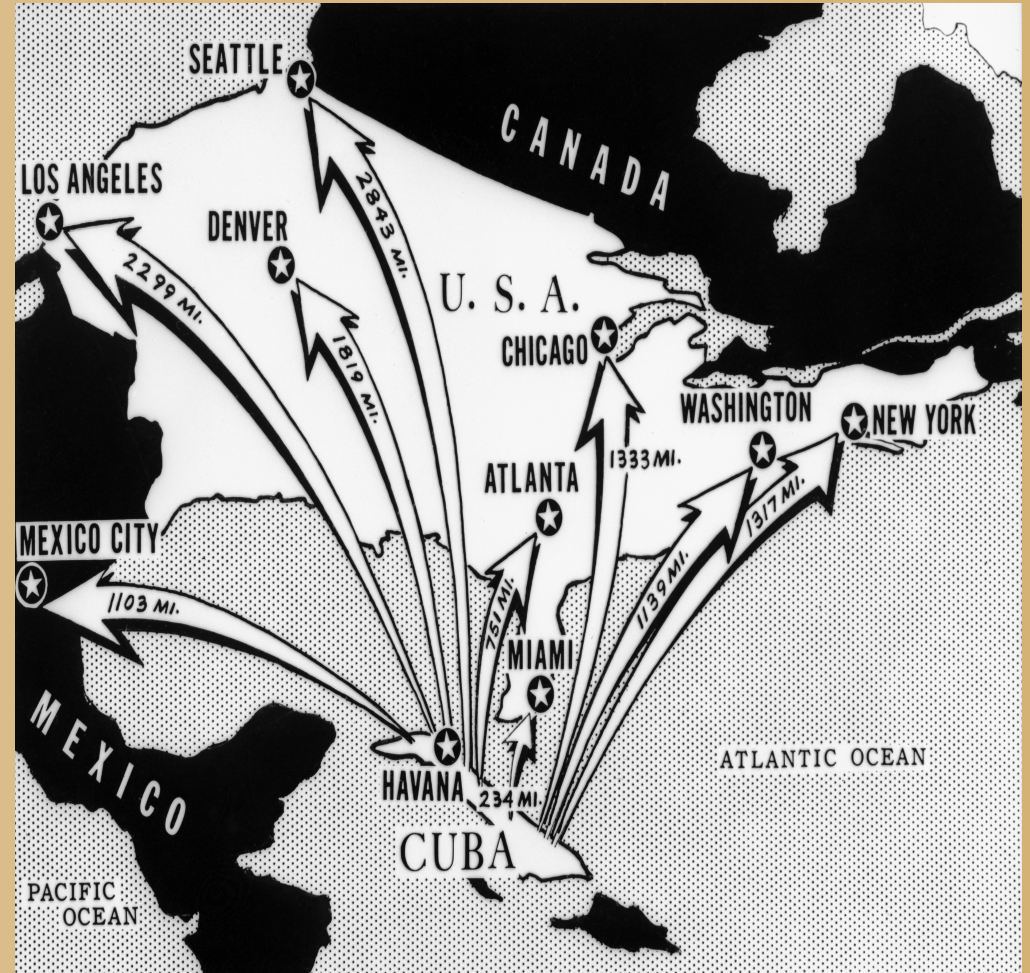 SEATTLE
CANADA
LOS ANGELES
2843 MI.
DENVER
2299 MI.
U. S. A.
1819 MI.
CHICAGO
WASHINGTON
NEW YORK
1333 MI.
ATLANTA
1317 MI.
MEXICO CITY
1139 MI.
1103 MI.
751 MI.
MIAMI
MEXICO
HAVANA
234 MI.
ATLANTIC OCEAN
CUBA
PACIFIC
OCEAN